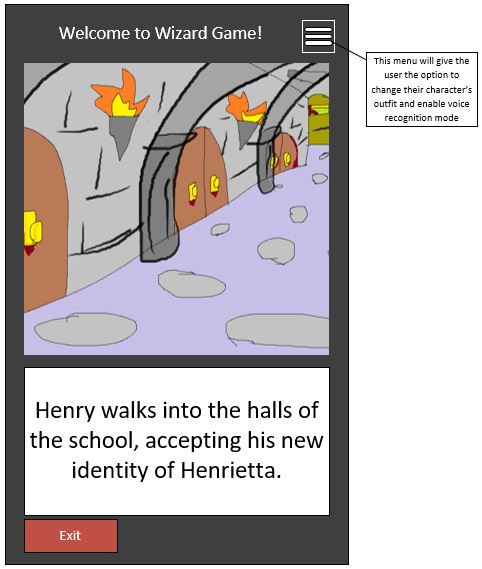 Welcome to Wizard Game!
This menu will give the
user the option to
change their character's
outfit and enable voice
recognition mode
Henry walks into the halls of
the school, accepting his new
identity of Henrietta.
Exit